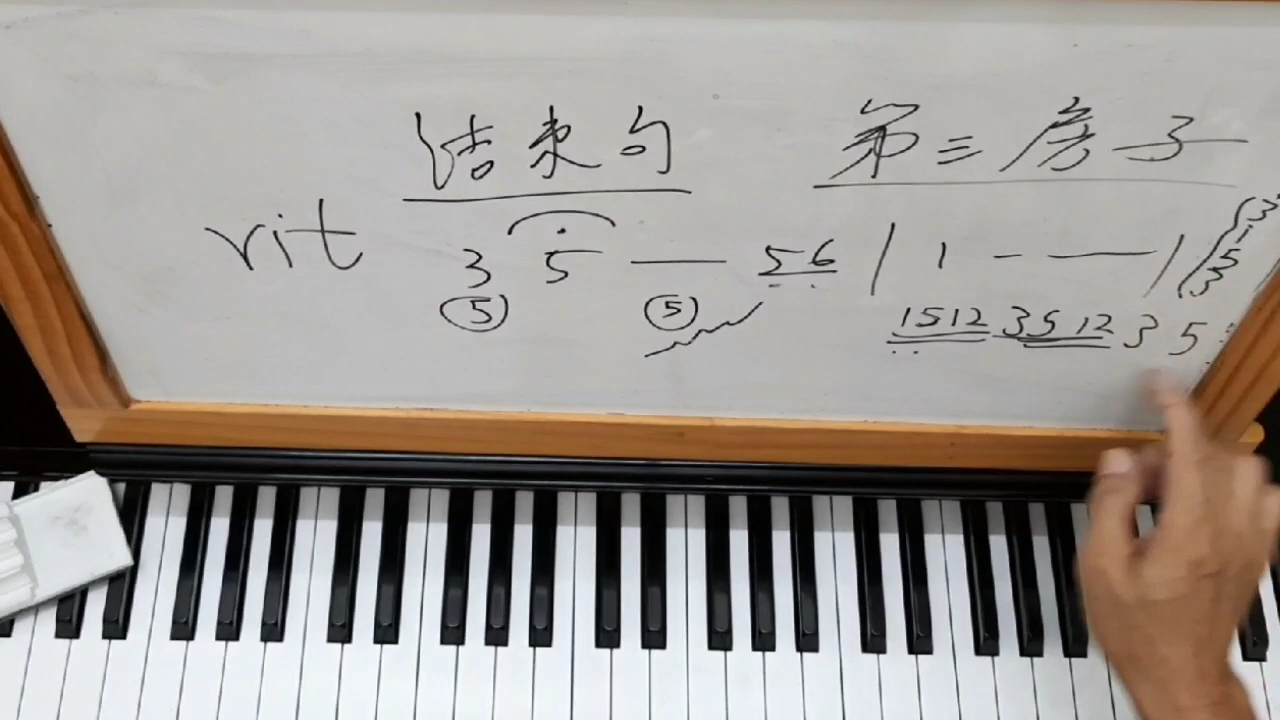 结束句 第三房子
rit 3 5 — 56 | 1 - — | 3 1 5 3
⑤ ⑤ 1512 3512 3 5